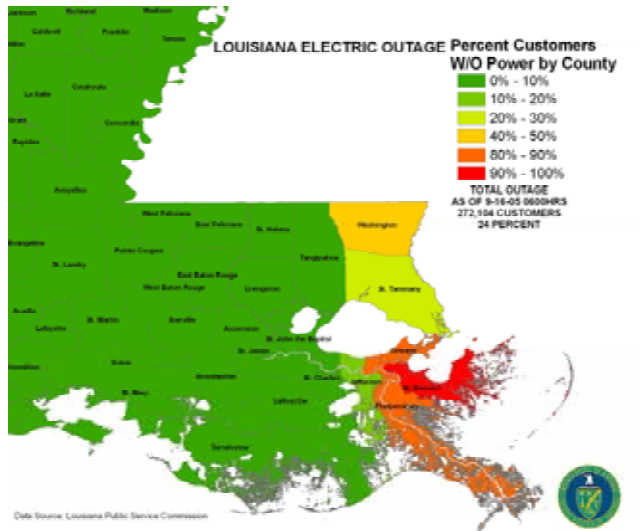 Jackson
Richland
Madison
Caldwell
Franklin
Tensas
LOUISIANA ELECTRIC OUTAGE
Percent Customers
W/O Power by County
0% - 10%
10% - 20%
20% - 30%
40% - 50%
80% - 90%
90% - 100%
TOTAL OUTAGE
AS OF 9-16-05 0600HRS
272,104 CUSTOMERS
24 PERCENT
La Salle
Catahoula
Grant
Concordia
Rapides
Avoyelles
West Feliciana
East Feliciana
St. Helena
Washington
Evangeline
Pointe Coupee
Tangipahoa
St. Landry
East Baton Rouge
West Baton Rouge
Livingston
St. Tammany
Acadia
Lafayette
St. Martin
Iberville
Ascension
St. John the Baptist
St. James
Orleans
Vermilion
Iberia
Assumption
St. Charles
Jefferson
St. Bernard
St. Mary
Lafourche
Plaquemines
Terrebonne
Data Source: Louisiana Public Service Commission